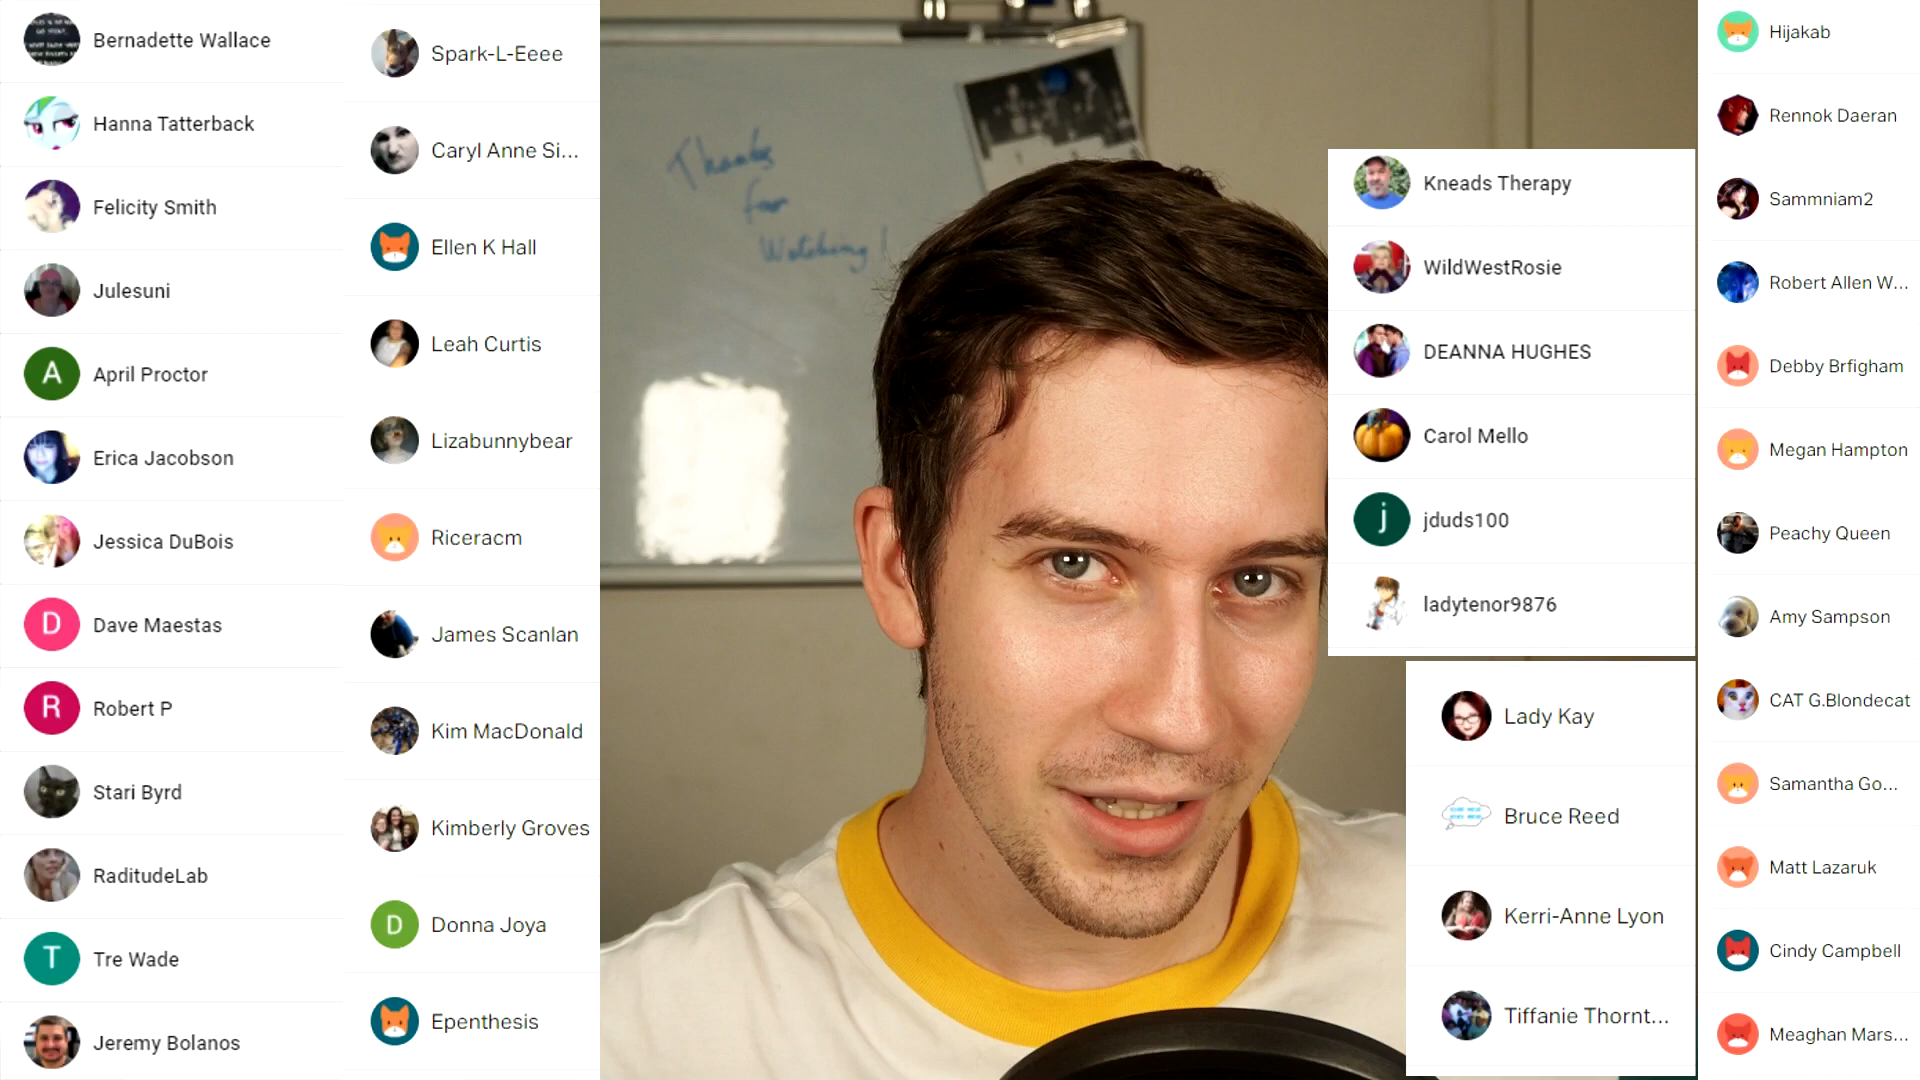 Bernadette Wallace
Hanna Tatterback
Felicity Smith
Julesuni
A
April Proctor
Erica Jacobson
Jessica DuBois
D
Dave Maestas
R
Robert P
Stari Byrd
RaditudeLab
T
Tre Wade
Jeremy Bolanos
Spark-L-Eeee
Caryl Anne Si...
Ellen K Hall
Leah Curtis
Lizabunnybear
Riceracm
James Scanlan
Kim MacDonald
Kimberly Groves
D
Donna Joya
Epenthesis
Thanks
for
Watching!
Kneads Therapy
WildWestRosie
DEANNA HUGHES
Carol Mello
j
jduds100
ladytenor9876
Lady Kay
Bruce Reed
Kerri-Anne Lyon
Tiffanie Thornt...
Hijakab
Rennok Daeran
Sammniam2
Robert Allen W...
Debby Brfigham
Megan Hampton
Peachy Queen
Amy Sampson
CAT G.Blondecat
Samantha Go...
Matt Lazaruk
Cindy Campbell
Meaghan Mars...